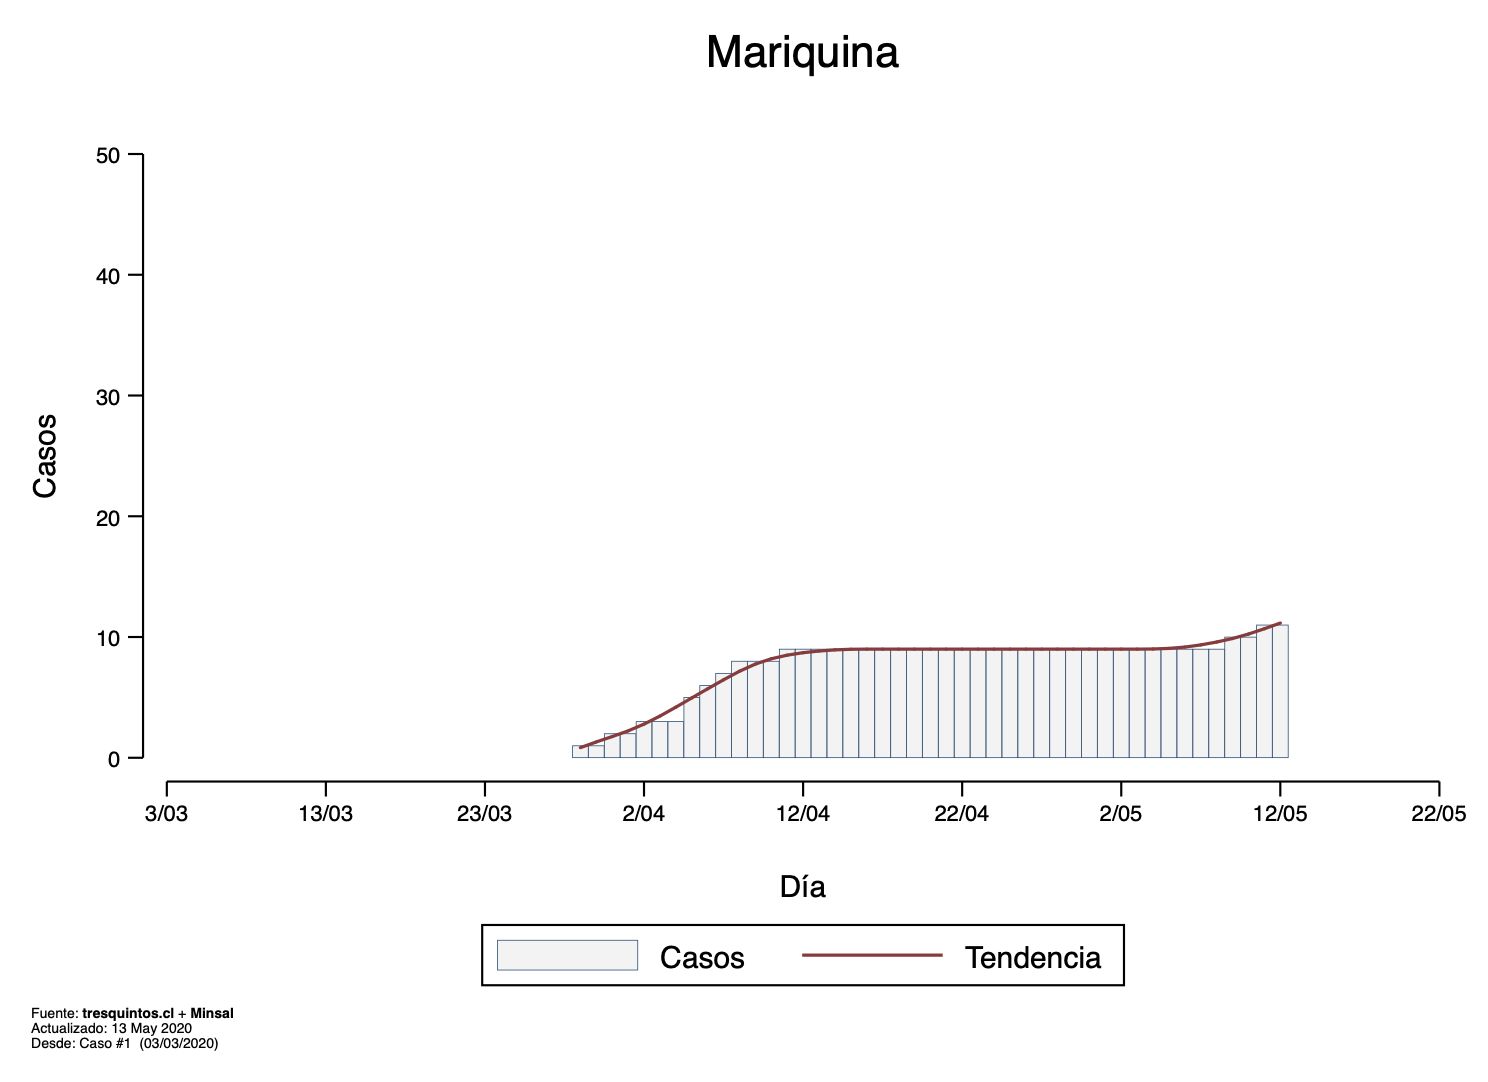 Mariquina
Casos
50
40
30
20
10
0
3/03 13/03 23/03 2/04 12/04 22/04 2/05 12/05 22/05
Día
Casos Tendencia
Fuente: tresquintos.cl + Minsal
Actualizado: 13 May 2020
Desde: Caso #1 (03/03/2020)